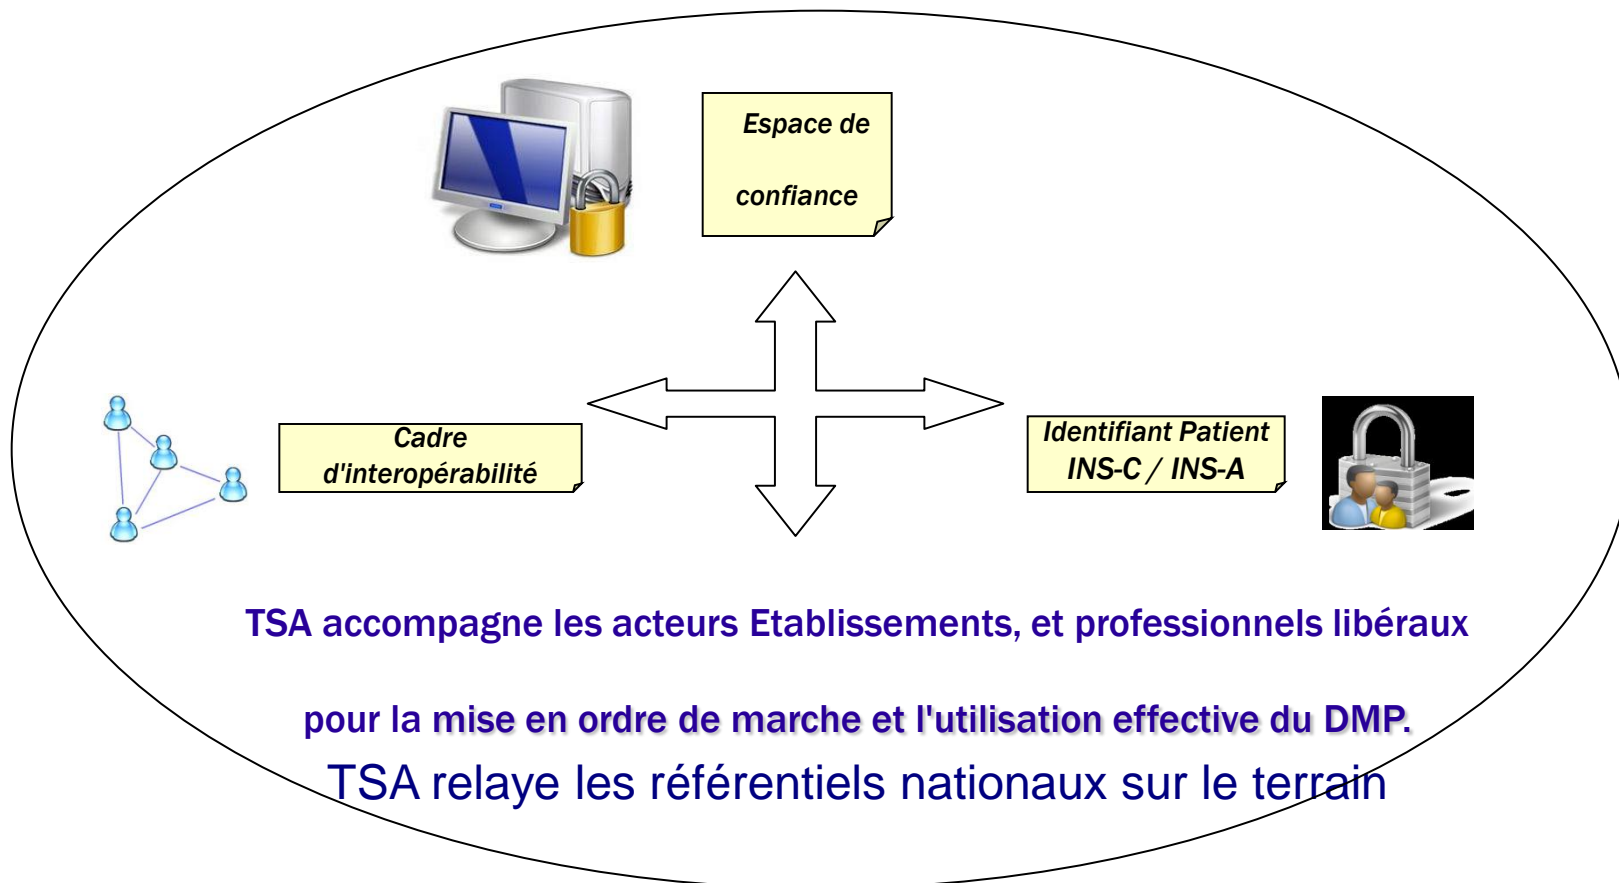 Espace de
confiance
Cadre
d'interopérabilité
Identifiant Patient
INS-C / INS-A
TSA accompagne les acteurs Etablissements, et professionnels libéraux
pour la mise en ordre de marche et l'utilisation effective du DMP.
TSA relaye les référentiels nationaux sur le terrain